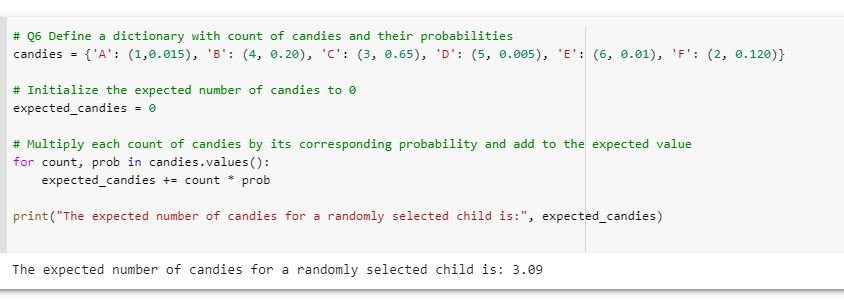 # Q6 Define a dictionary with count of candies and their probabilities
candies = {'A': (1,0.015), 'B': (4, 0.20), 'C': (3, 0.65), 'D': (5, 0.005), 'E': (6, 0.01), 'F': (2, 0.120)}
# Initialize the expected number of candies to 0
expected_candies = 0
# Multiply each count of candies by its corresponding probability and add to the expected value
for count, prob in candies.values():
    expected_candies += count * prob
print("The expected number of candies for a randomly selected child is:", expected_candies)
The expected number of candies for a randomly selected child is: 3.09